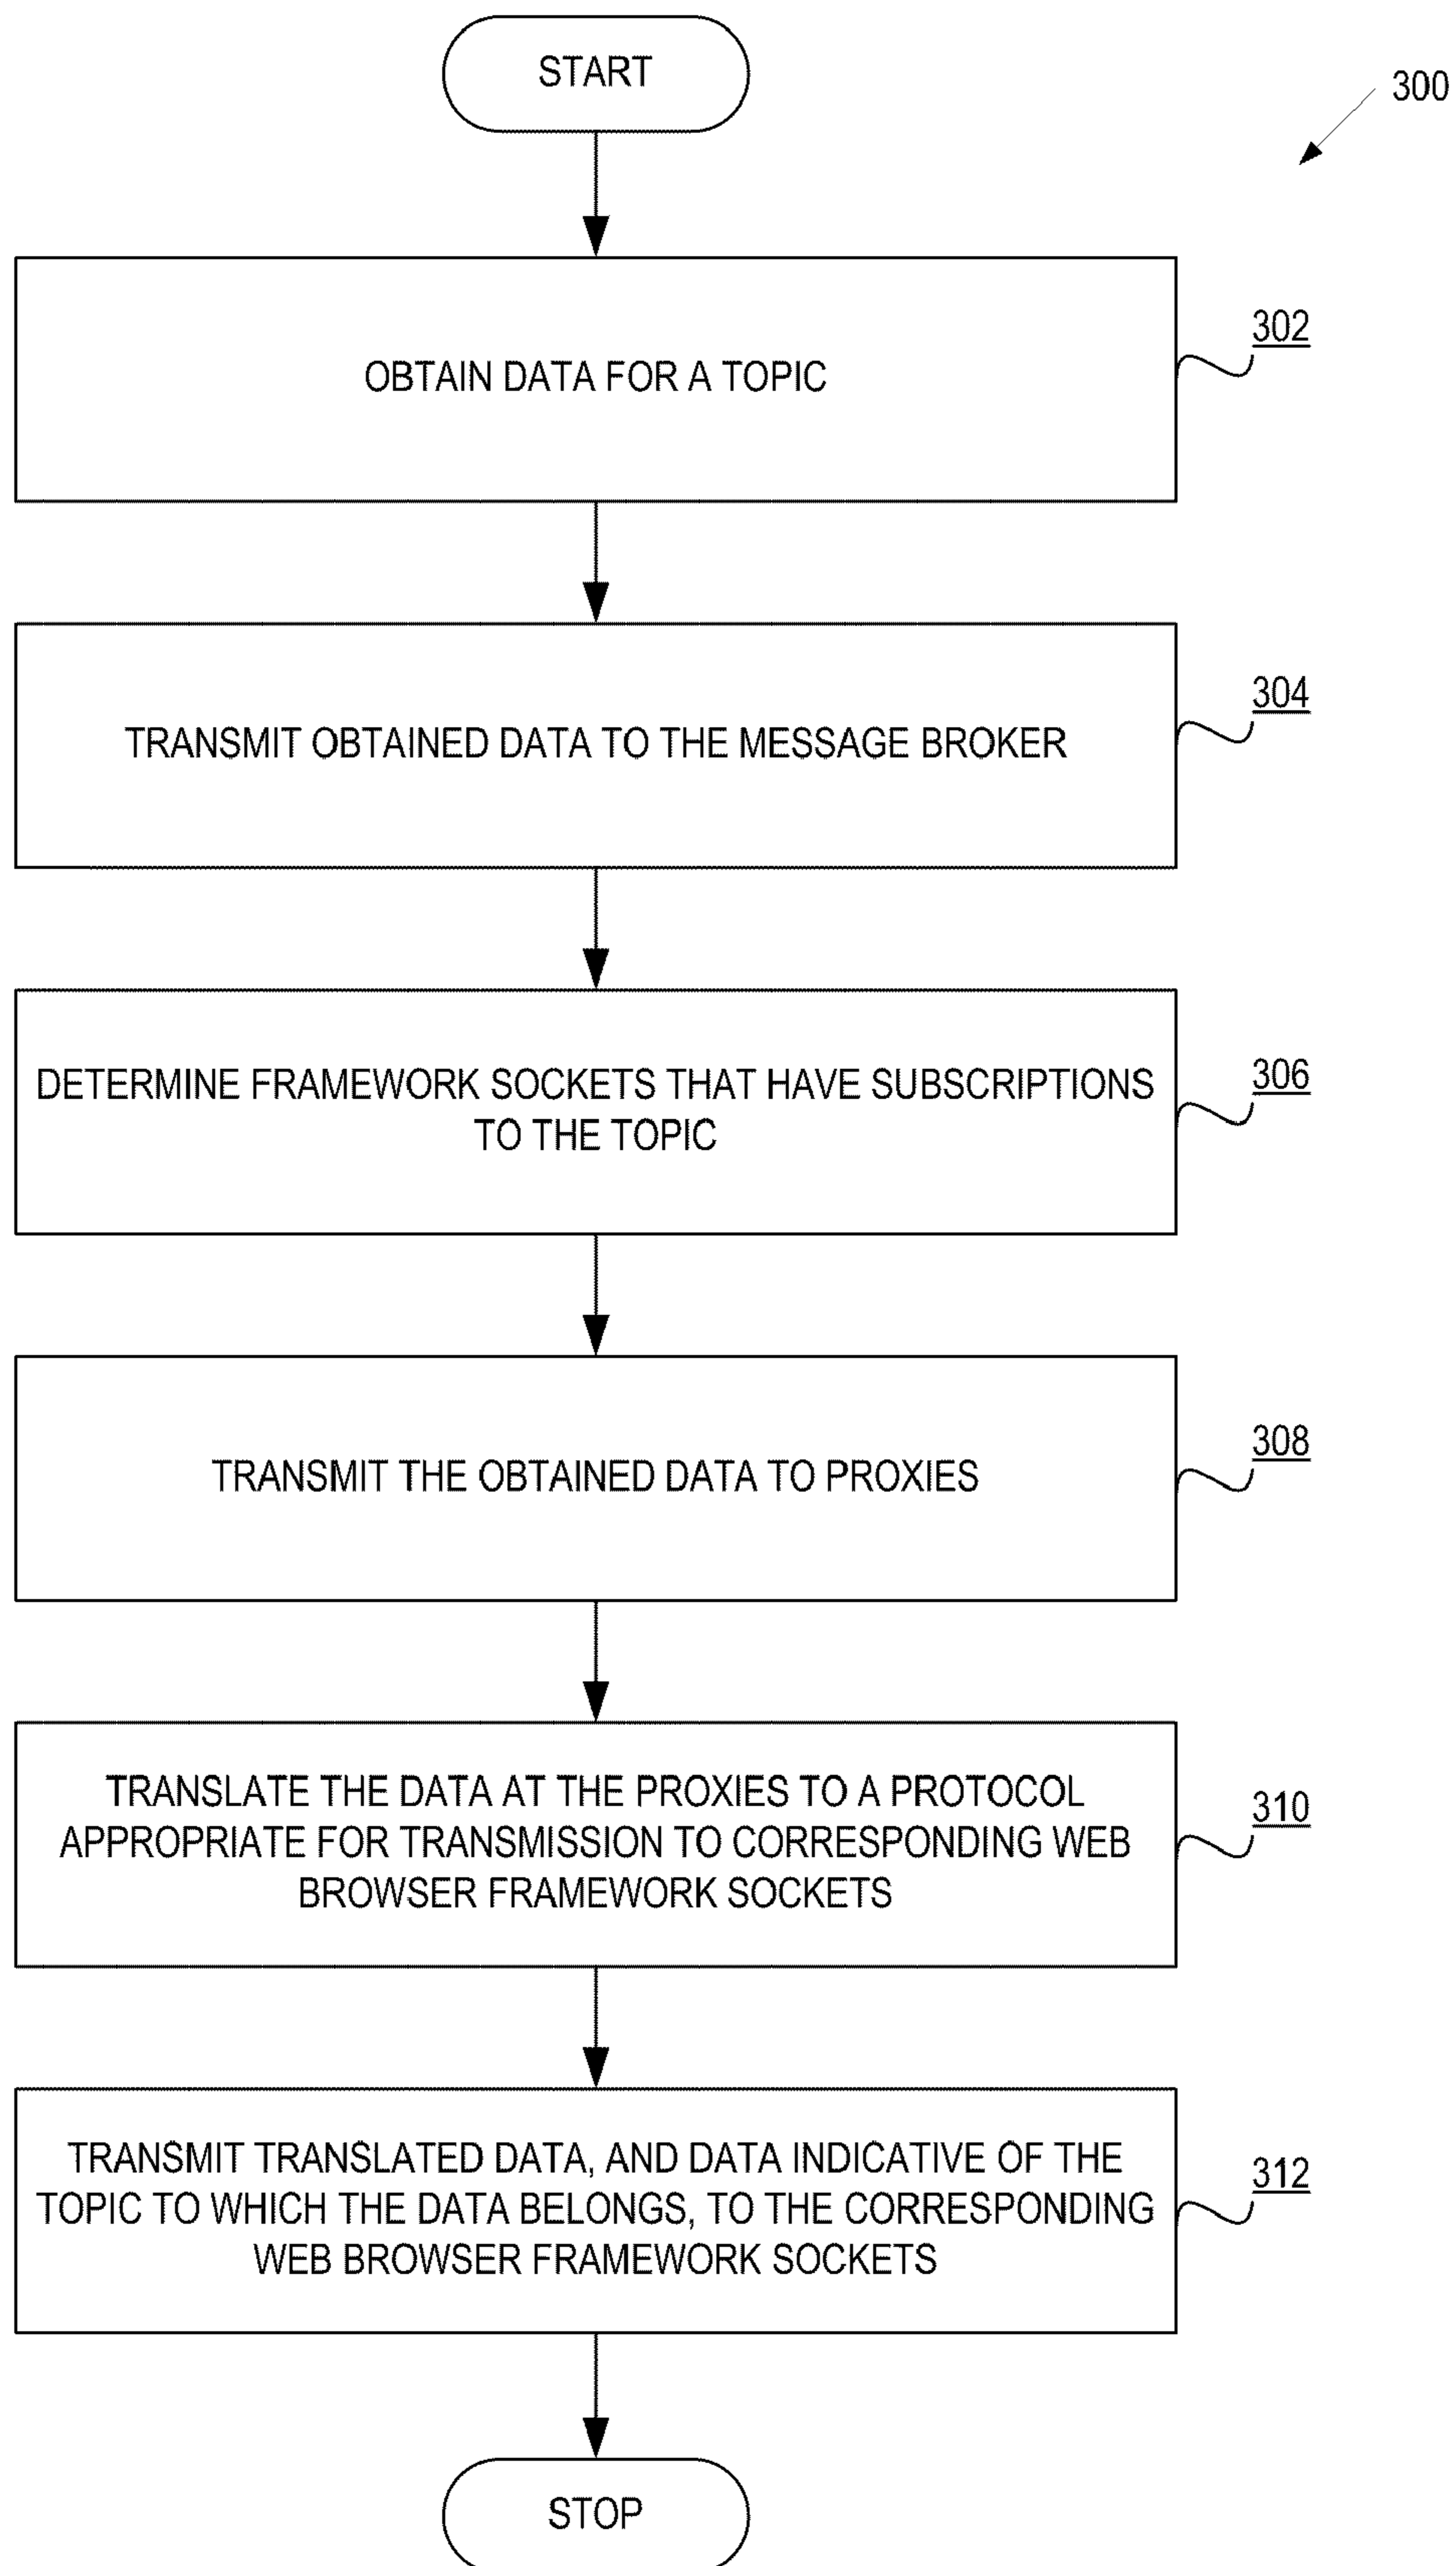 START
300
OBTAIN DATA FOR A TOPIC
302
TRANSMIT OBTAINED DATA TO THE MESSAGE BROKER
304
DETERMINE FRAMEWORK SOCKETS THAT HAVE SUBSCRIPTIONS
TO THE TOPIC
306
TRANSMIT THE OBTAINED DATA TO PROXIES
308
TRANSLATE THE DATA AT THE PROXIES TO A PROTOCOL
APPROPRIATE FOR TRANSMISSION TO CORRESPONDING WEB
BROWSER FRAMEWORK SOCKETS
310
TRANSMIT TRANSLATED DATA, AND DATA INDICATIVE OF THE
TOPIC TO WHICH THE DATA BELONGS, TO THE CORRESPONDING
WEB BROWSER FRAMEWORK SOCKETS
312
STOP